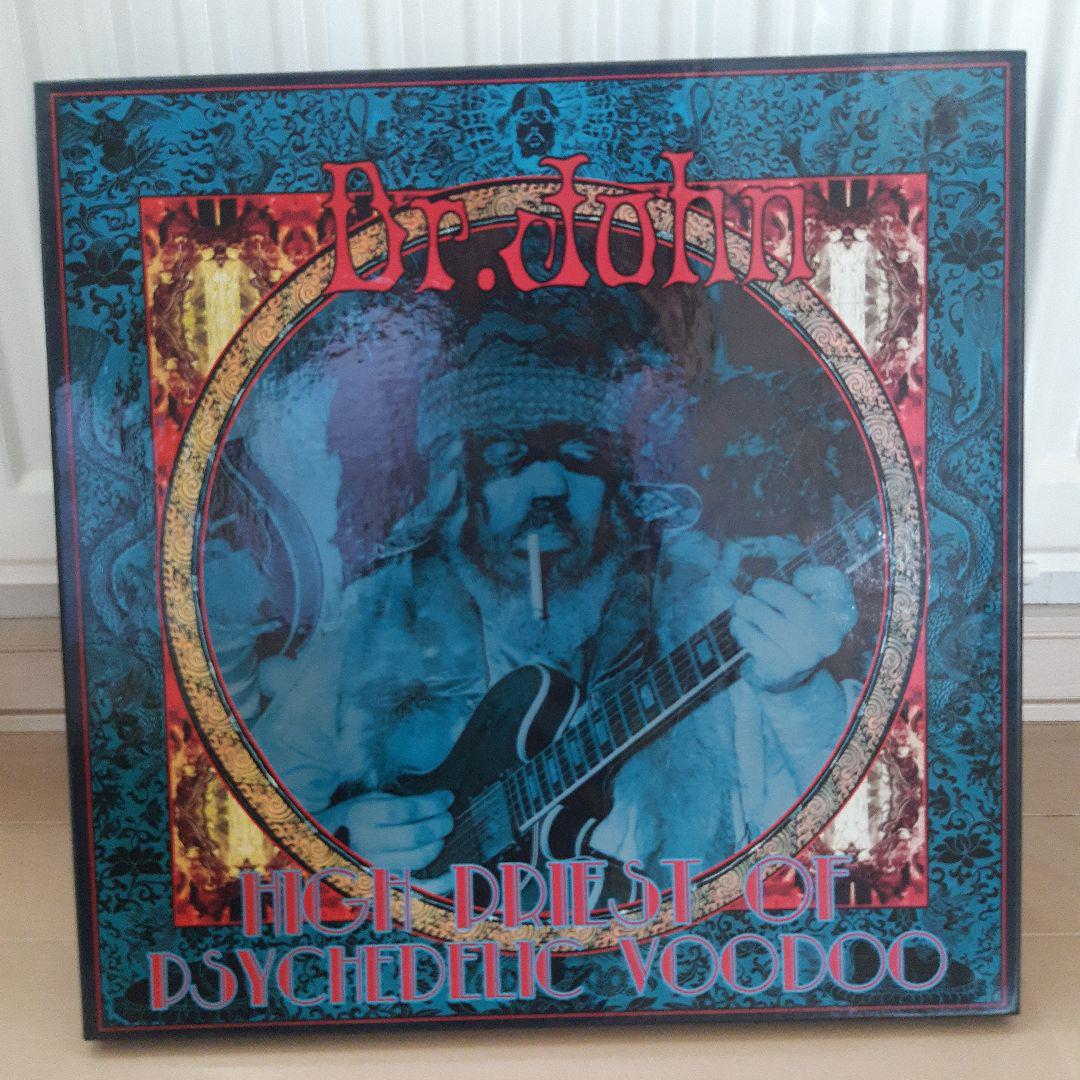 Dr. John
HIGH PRIEST OF
PSYCHEDELIC VOODOO